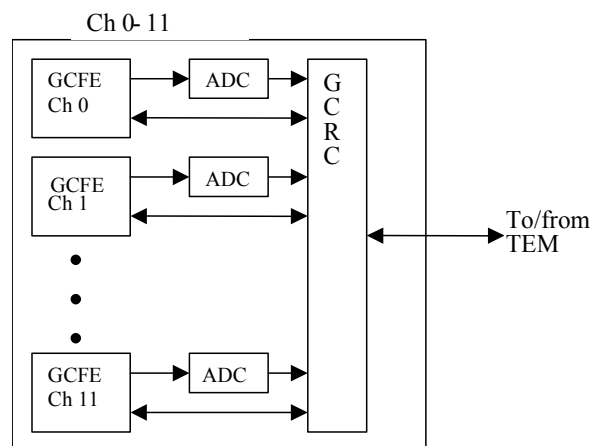 Ch 0- 11
GCFE
Ch 0
ADC
G
C
R
C
GCFE
Ch 1
ADC
To/from
TEM
GCFE
Ch 11
ADC